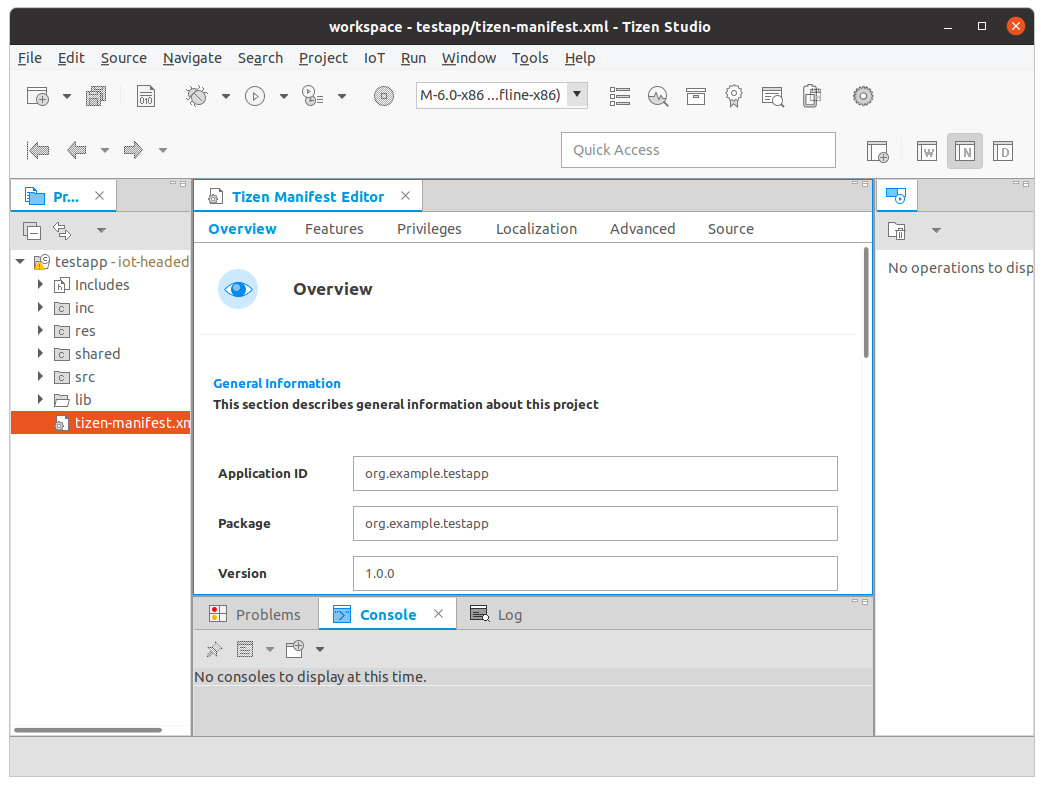 workspace - testapp/tizen-manifest.xml - Tizen Studio
File Edit Source Navigate Search Project IoT Run Window Tools Help
010
M-6.0-x86 ...fline-x86)
Quick Access
W N D
Pr...
Tizen Manifest Editor
Overview Features Privileges Localization Advanced Source
testapp - iot-headed
Includes
inc
res
shared
src
lib
tizen-manifest.xm
Overview
General Information
This section describes general information about this project
Application ID org.example.testapp
Package org.example.testapp
Version 1.0.0
Problems Console Log
No consoles to display at this time.
No operations to disp